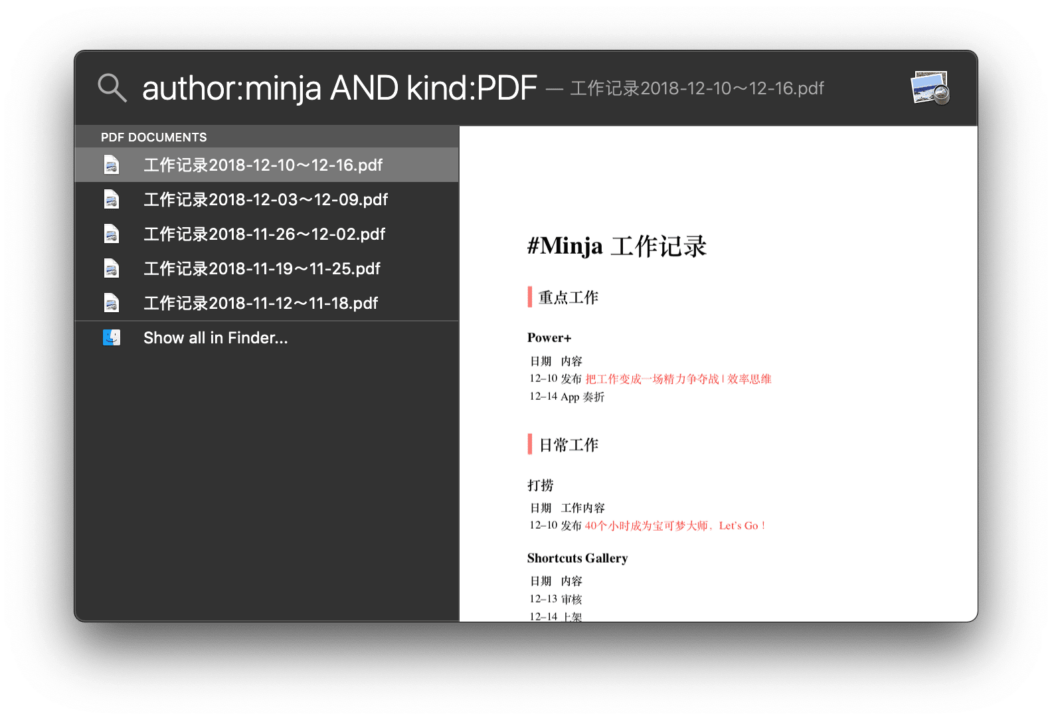 author:minja AND kind:PDF — 工作记录2018-12-10～12-16.pdf
PDF DOCUMENTS
工作记录2018-12-10～12-16.pdf
工作记录2018-12-03～12-09.pdf
工作记录2018-11-26～12-02.pdf
工作记录2018-11-19～11-25.pdf
工作记录2018-11-12～11-18.pdf
Show all in Finder...
#Minja 工作记录
重点工作
Power+
日期 内容
12–10 发布 把工作变成一场精力争夺战 | 效率思维
12–14 App 奏折
日常工作
打捞
日期 工作内容
12–10 发布 40个小时成为宝可梦大师，Let's Go！
Shortcuts Gallery
日期 内容
12–13 审核
12–14 上架